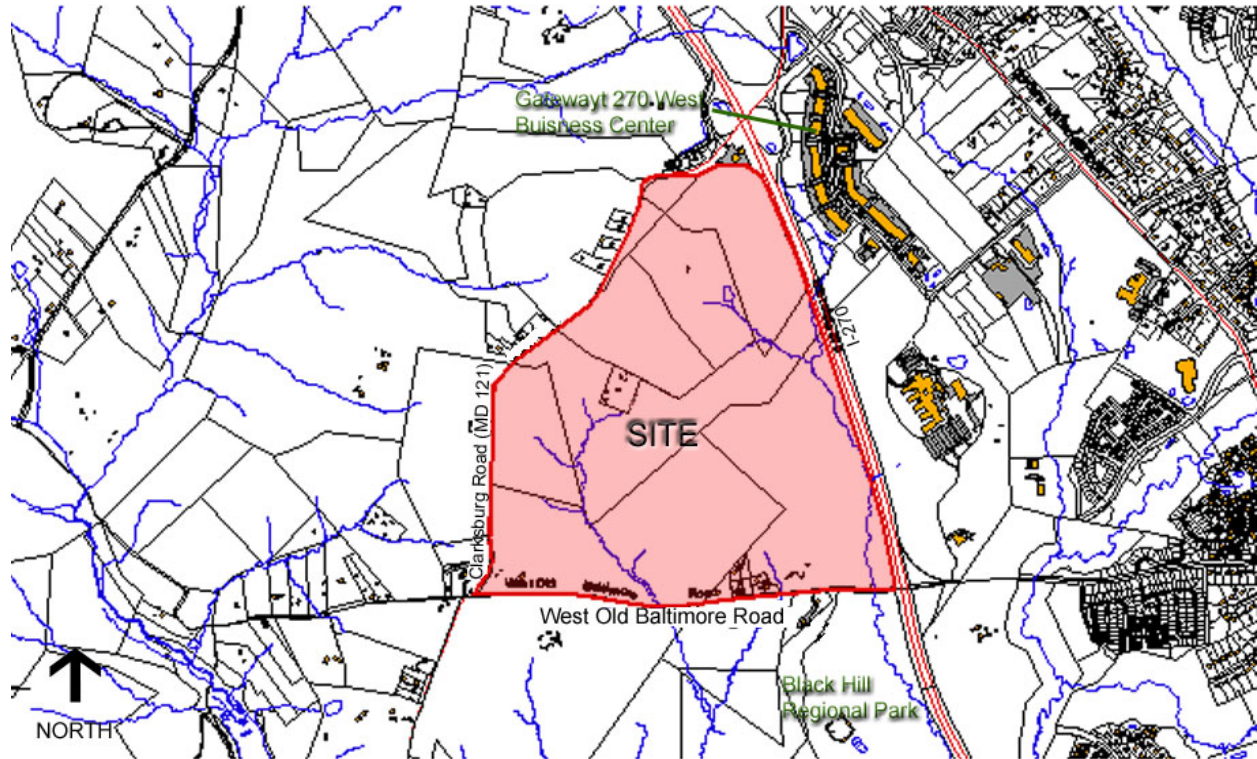 Gatewayt 270 West
Buisness Center
I-270
SITE
Clarksburg Road (MD 121)
West Old Baltimore Road
Black Hill
Regional Park
NORTH